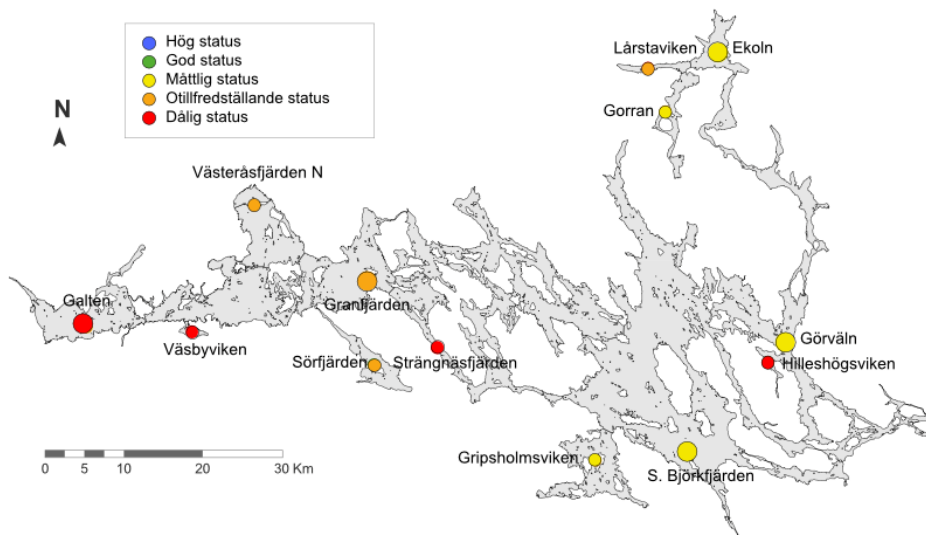 Hög status
God status
Måttlig status
Otillfredställande status
Dålig status
N
Lårstaviken
Ekoln
Gorran
Västeråsfjärden N
Galten
Granfjärden
Väsbyviken
Sörfjärden
Strängnäsfjärden
Görväln
Hilleshögsviken
Gripsholmsviken
S. Björkfjärden
0 5 10 20 30 Km